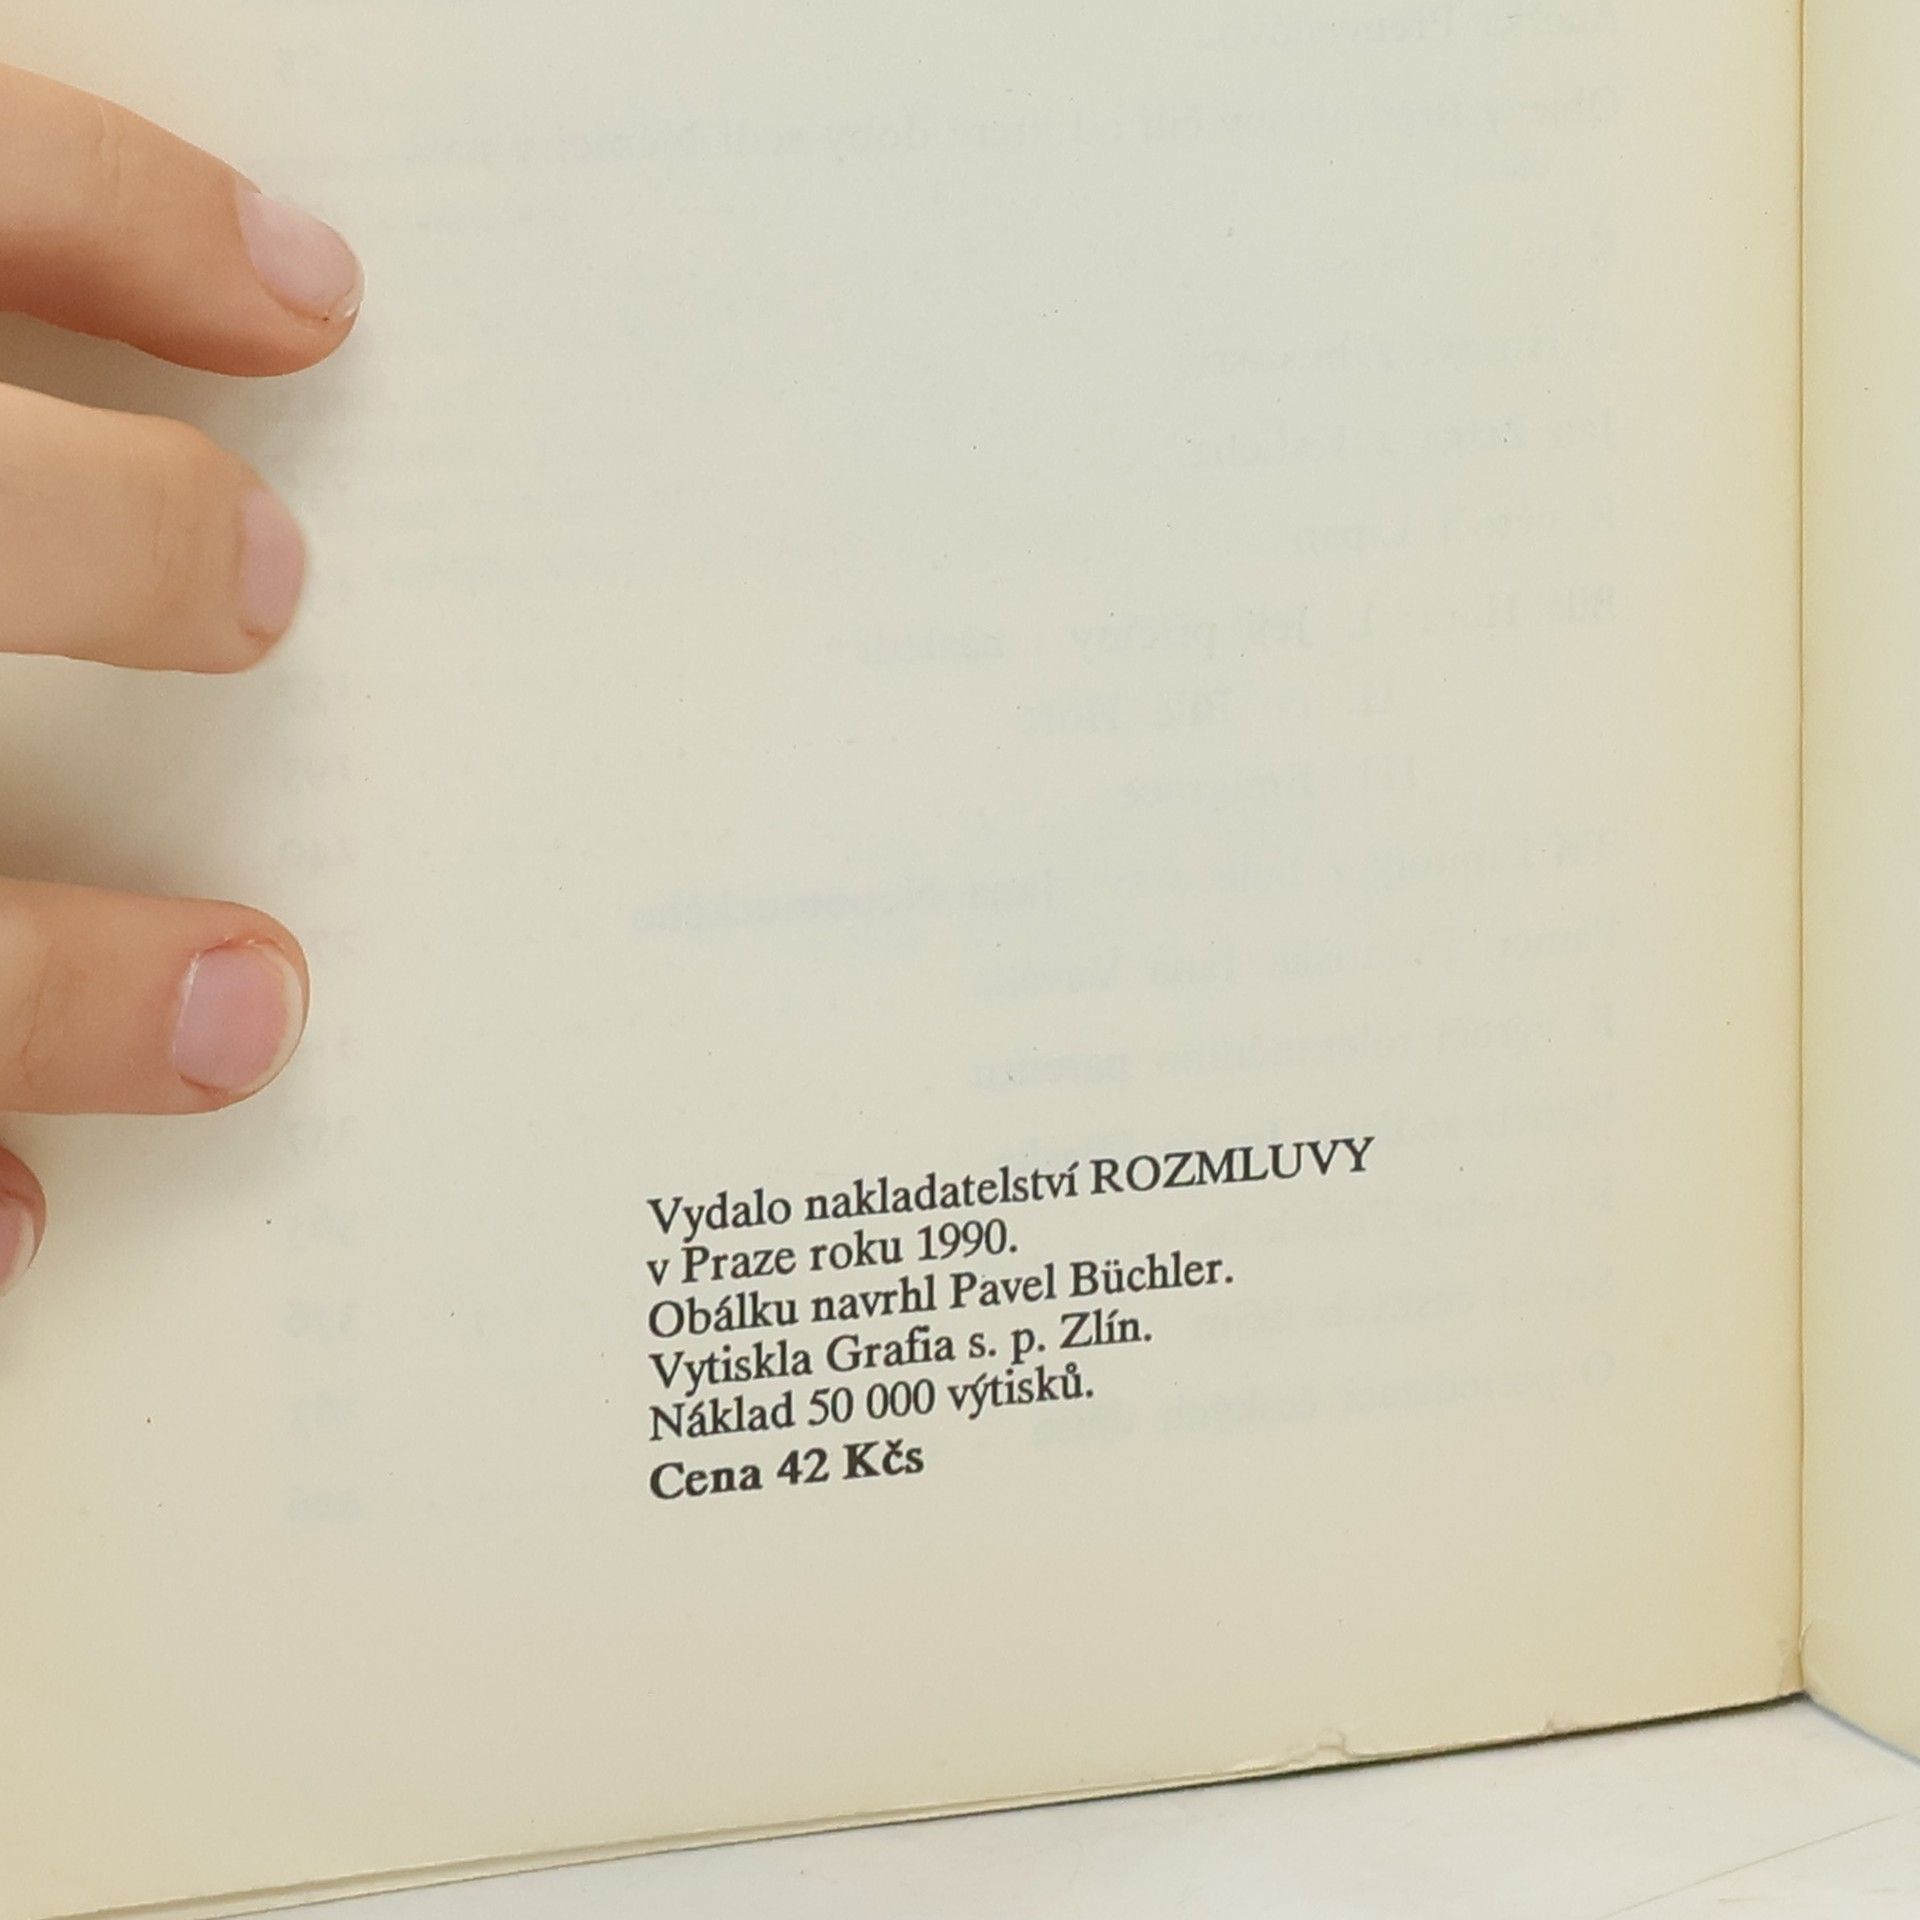 Vydalo nakladatelství ROZMLUVY
v Praze roku 1990.
Obálku navrhl Pavel Büchler.
Vytiskla Grafia s. p. Zlín.
Náklad 50 000 výtisků.
Cena 42 Kčs